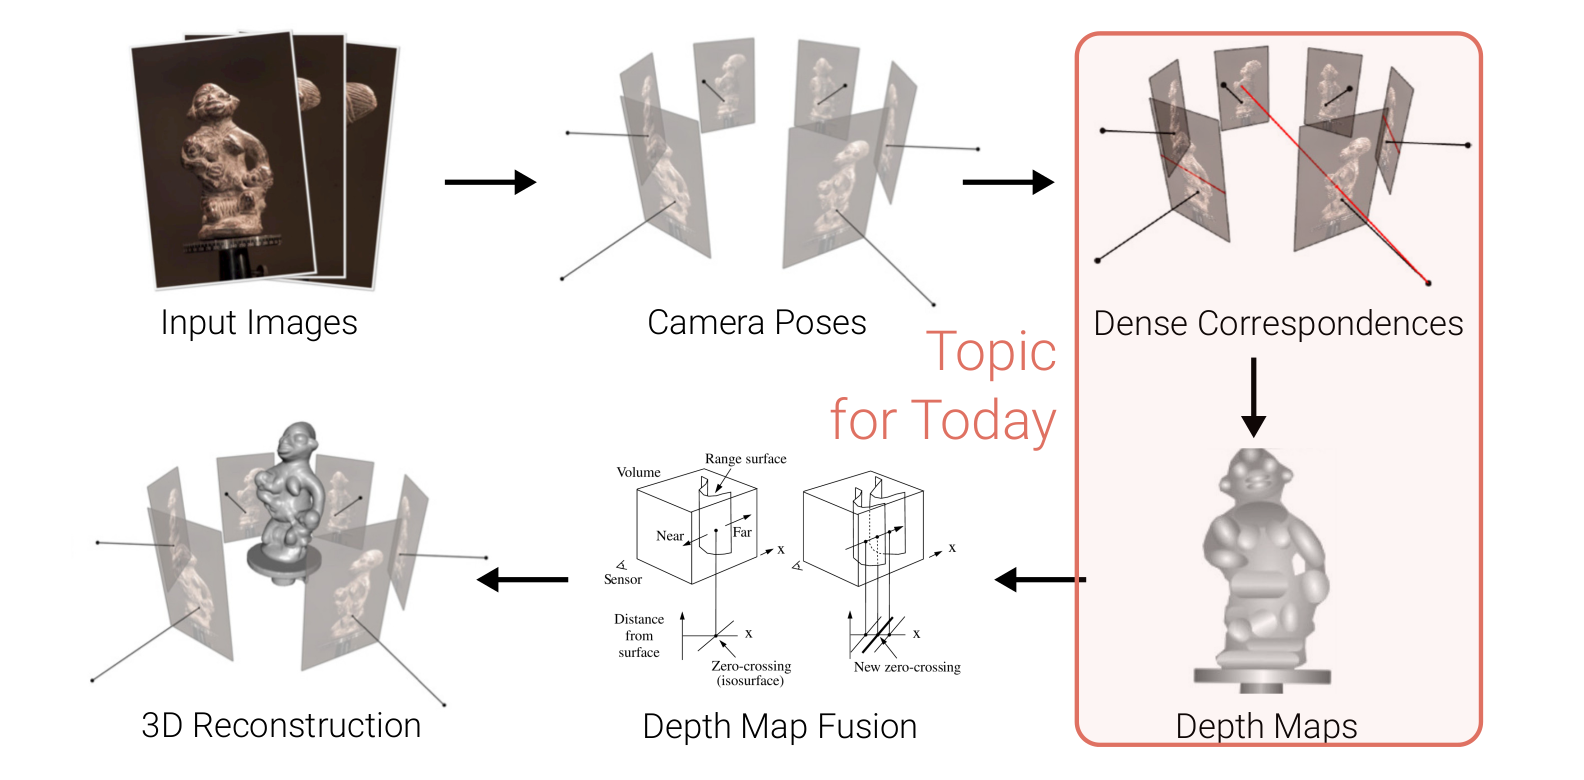 Input Images
Camera Poses
Dense Correspondences
Topic
for Today
Volume
Range surface
Near
Far
x
Sensor
Distance
from
surface
x
Zero-crossing
(isosurface)
x
x
New zero-crossing
3D Reconstruction
Depth Map Fusion
Depth Maps